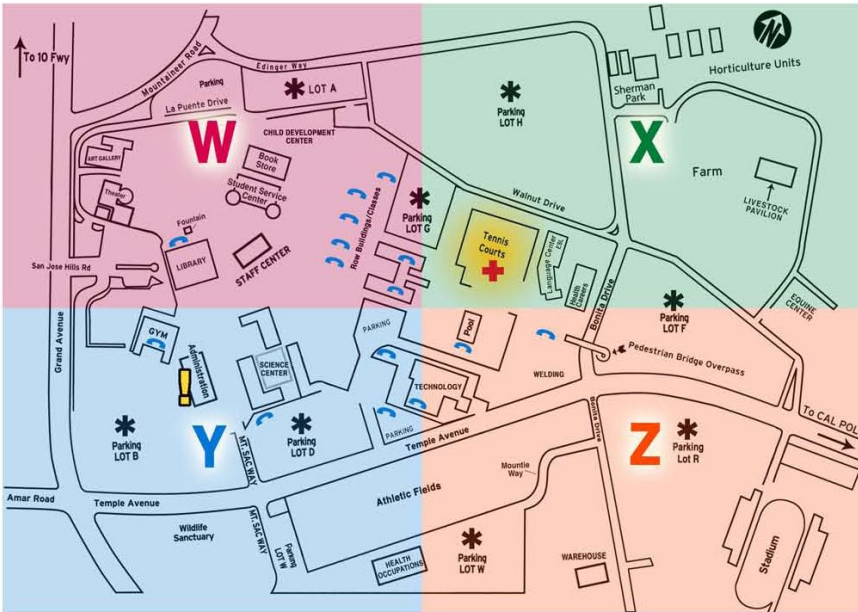 To 10 Fwy
Mountaineer Road
Edinger Way
Parking
LOT A
La Puente Drive
CHILD DEVELOPMENT
CENTER
W
ART GALLERY
Theater
Book
Store
Student Service
Center
Fountain
LIBRARY
STAFF CENTER
Row Buildings/Classes
San Jose Hills Rd
Grand Avenue
Parking
LOT G
Parking
LOT H
N
Horticulture Units
Sherman
Park
X
Farm
LIVESTOCK
PAVILION
Walnut Drive
Tennis
Courts
Language Center
ESL
Health
Careers
Bonita Drive
Parking
LOT F
EQUINE
CENTER
GYM
Administration
SCIENCE
CENTER
PARKING
Pool
WELDING
TECHNOLOGY
Pedestrian Bridge Overpass
Parking
LOT B
Y
MT. SAC WAY
Parking
LOT D
PARKING
Temple Avenue
Bonita Drive
Z
Parking
Lot R
To CAL POL
Amar Road
Temple Avenue
Wildlife
Sanctuary
MT. SAC WAY
Parking
LOT W
Athletic Fields
Mountie
Way
HEALTH
OCCUPATIONS
Parking
LOT W
WAREHOUSE
Stadium